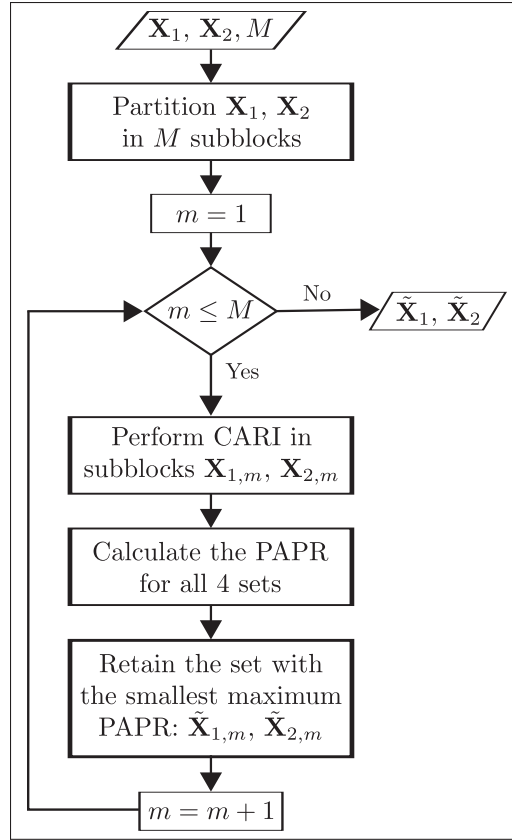 X₁, X₂, M
Partition X₁, X₂
in M subblocks
m = 1
m ≤ M
No
X̃₁, X̃₂
Yes
Perform CARI in
subblocks X₁,ₘ, X₂,ₘ
Calculate the PAPR
for all 4 sets
Retain the set with
the smallest maximum
PAPR: X̃₁,ₘ, X̃₂,ₘ
m = m + 1